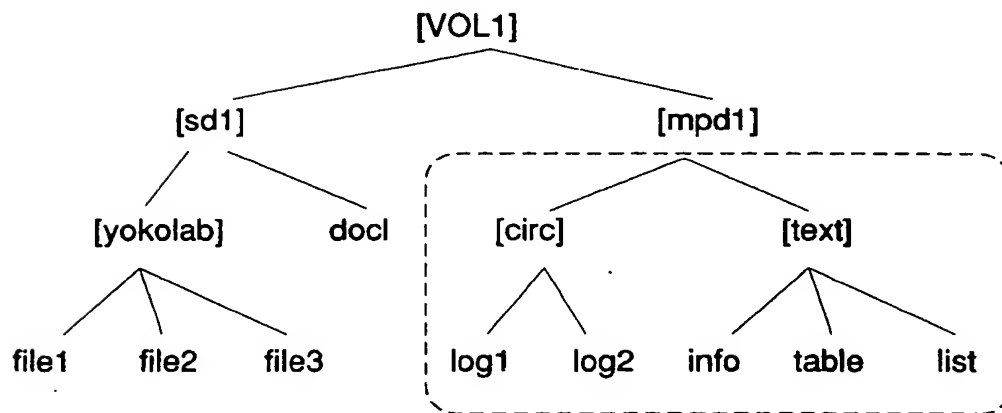 [VOL1]
[sd1] [mpd1]
[yokolab] docl [circ] [text]
file1 file2 file3 log1 log2 info table list